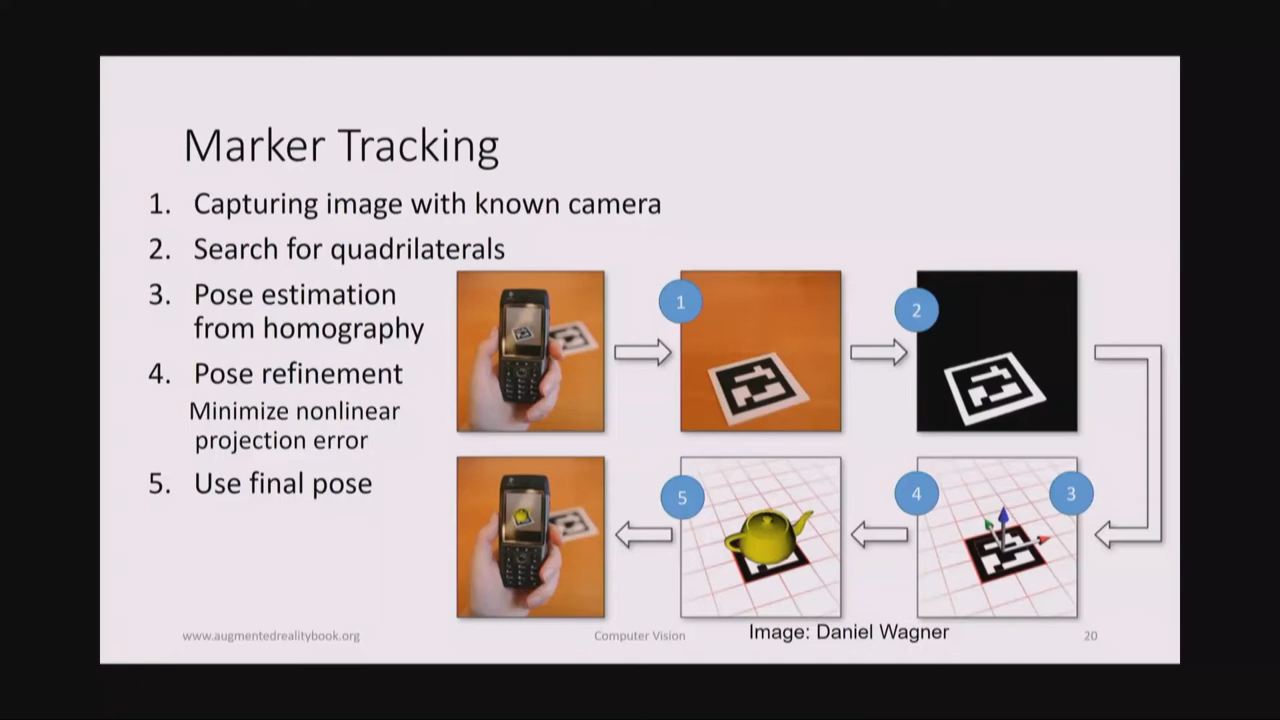 Marker Tracking
1. Capturing image with known camera
2. Search for quadrilaterals
3. Pose estimation
from homography
4. Pose refinement
Minimize nonlinear
projection error
5. Use final pose
1
2
3
4
5
www.augmentedrealitybook.org
Computer Vision
Image: Daniel Wagner
20